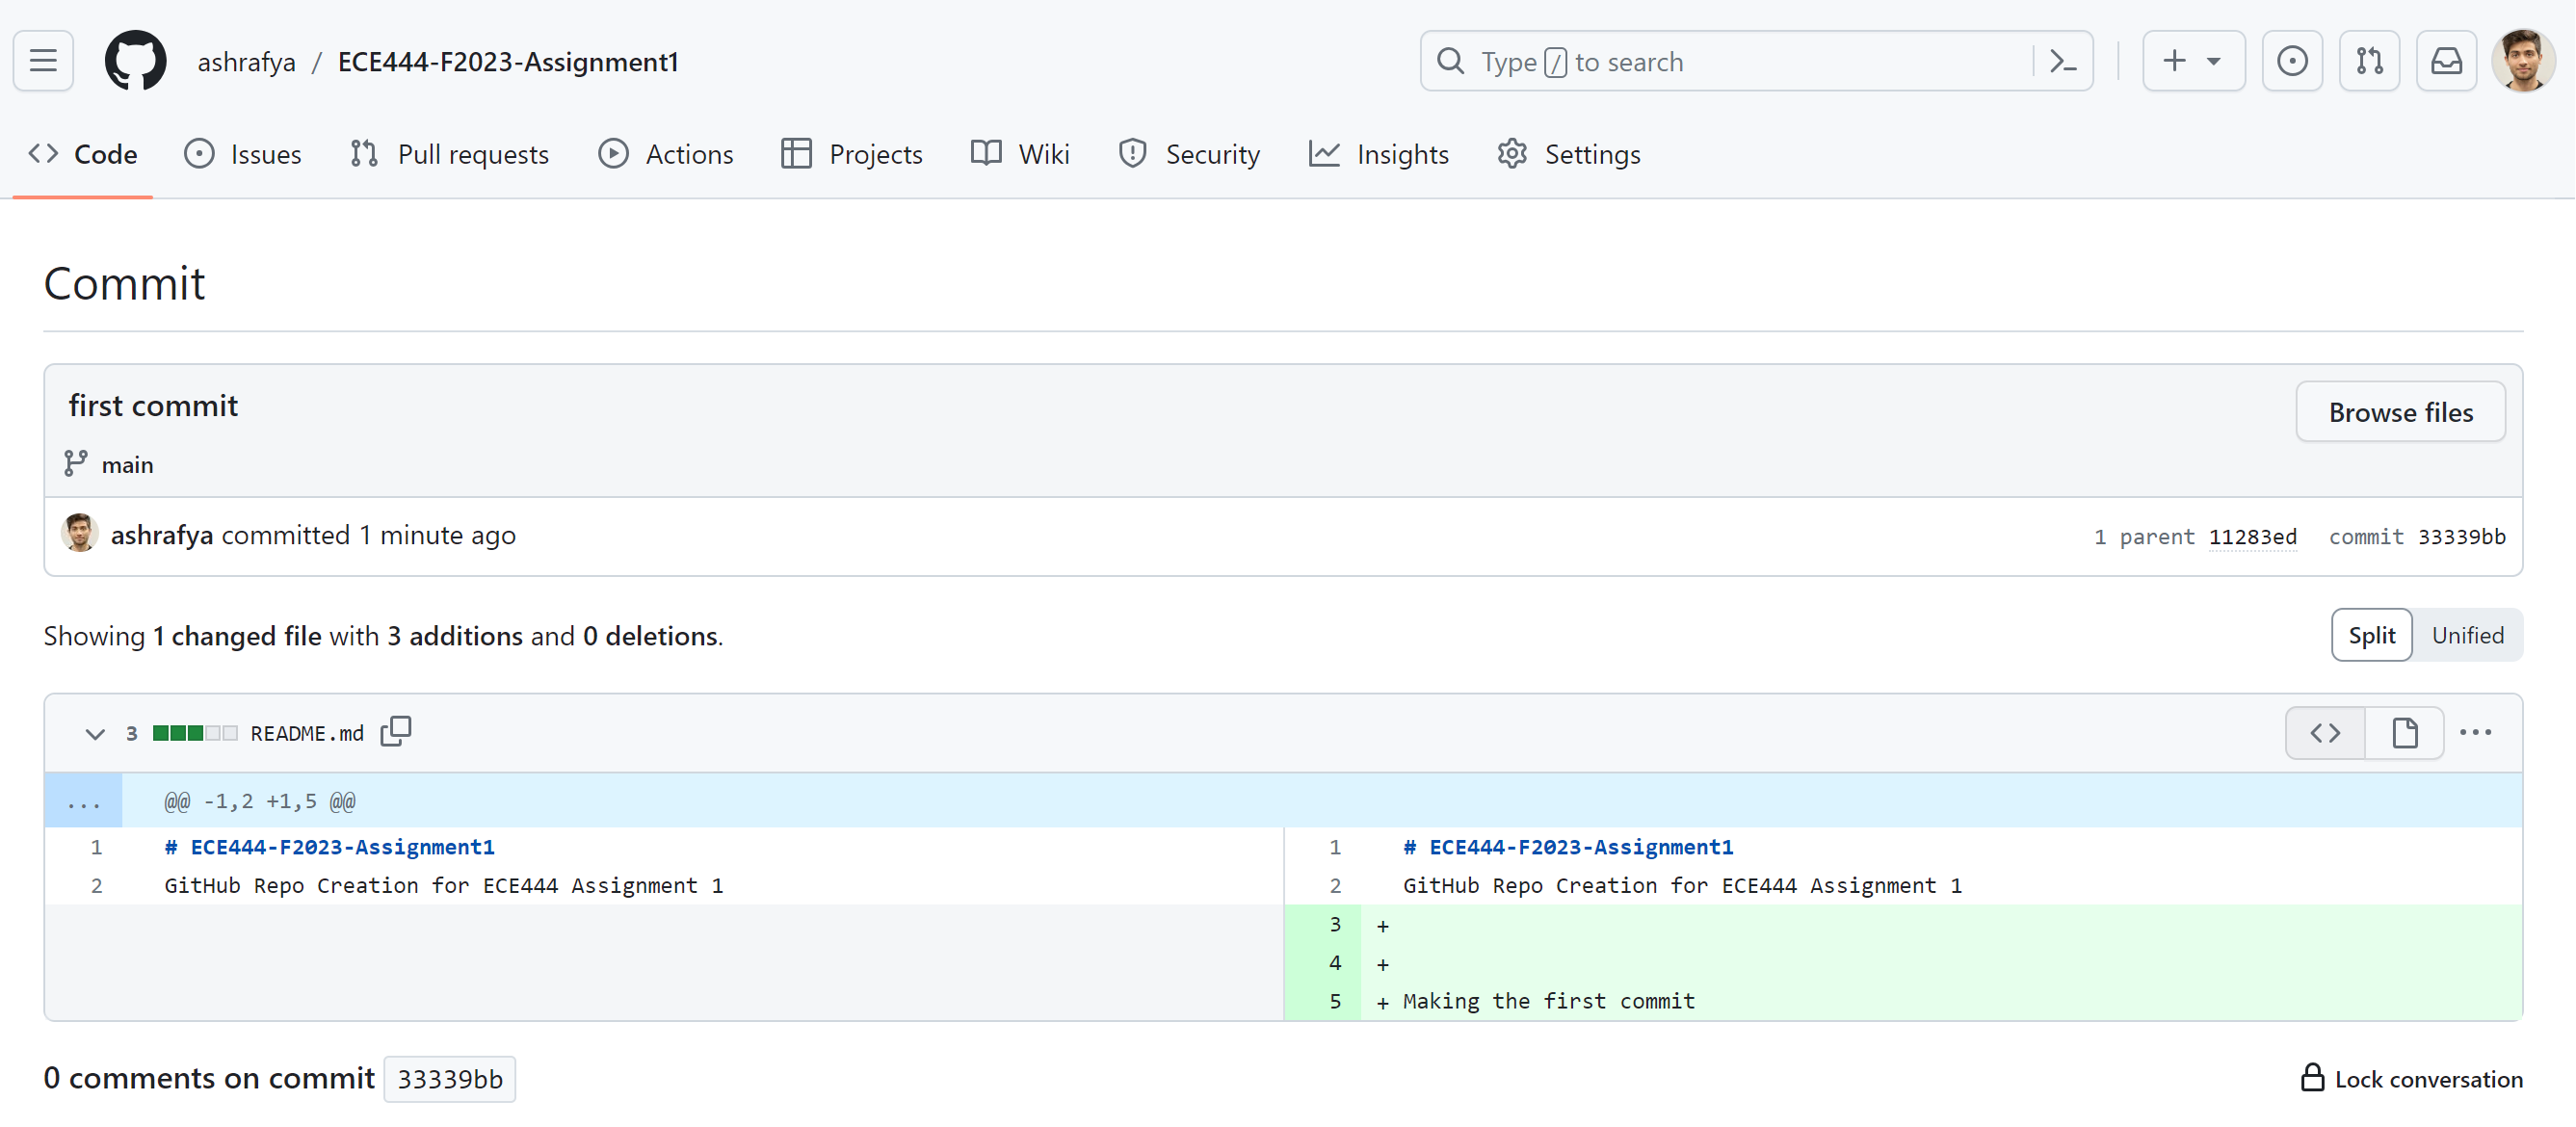 ashrafya / ECE444-F2023-Assignment1
Type / to search
Code Issues Pull requests Actions Projects Wiki Security Insights Settings
Commit
first commit
Browse files
main
ashrafya committed 1 minute ago
1 parent 11283ed commit 33339bb
Showing 1 changed file with 3 additions and 0 deletions.
Split Unified
3 README.md
... @@ -1,2 +1,5 @@
1 # ECE444-F2023-Assignment1 1 # ECE444-F2023-Assignment1
2 GitHub Repo Creation for ECE444 Assignment 1 2 GitHub Repo Creation for ECE444 Assignment 1
3 +
4 +
5 + Making the first commit
0 comments on commit 33339bb
Lock conversation